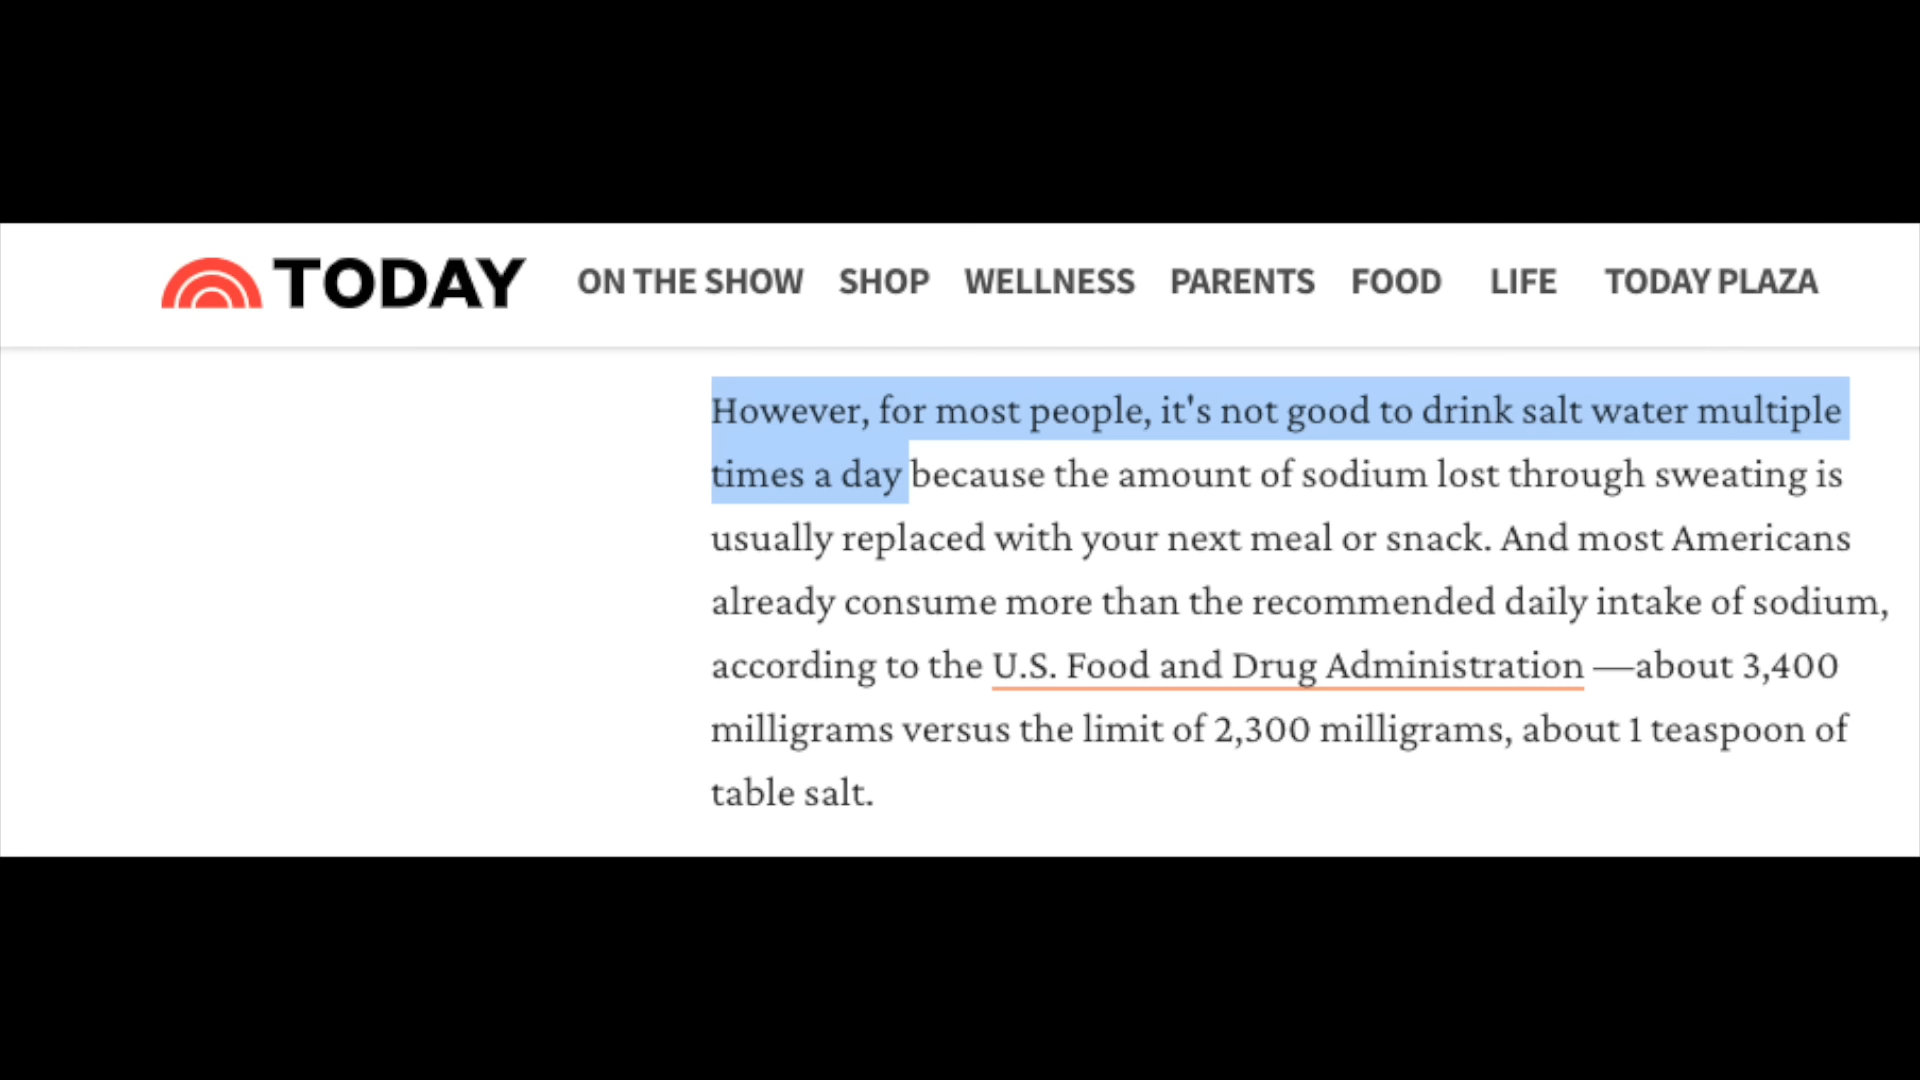 TODAY ON THE SHOW SHOP WELLNESS PARENTS FOOD LIFE TODAY PLAZA
However, for most people, it's not good to drink salt water multiple
times a day because the amount of sodium lost through sweating is
usually replaced with your next meal or snack. And most Americans
already consume more than the recommended daily intake of sodium,
according to the U.S. Food and Drug Administration —about 3,400
milligrams versus the limit of 2,300 milligrams, about 1 teaspoon of
table salt.